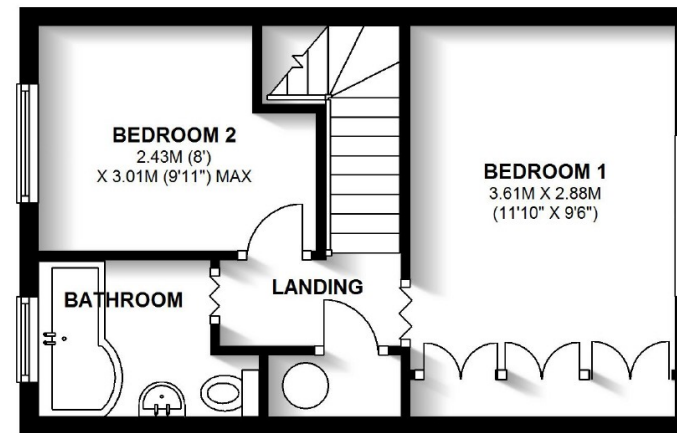 BEDROOM 2
2.43M (8')
X 3.01M (9'11") MAX
BEDROOM 1
3.61M X 2.88M
(11'10" X 9'6")
LANDING
BATHROOM